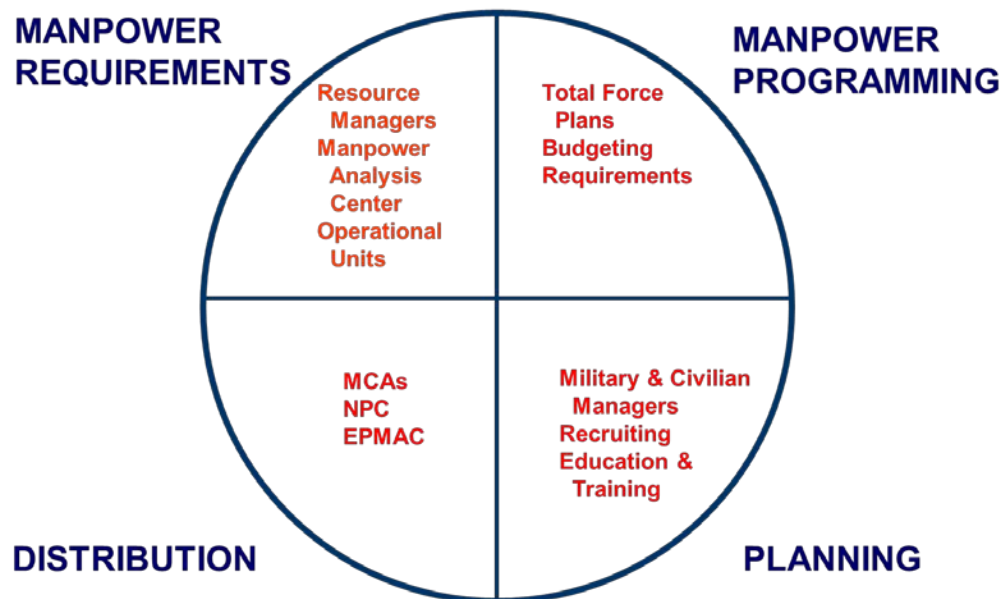 MANPOWER
REQUIREMENTS
MANPOWER
PROGRAMMING
Resource
Managers
Manpower
Analysis
Center
Operational
Units
Total Force
Plans
Budgeting
Requirements
MCAs
NPC
EPMAC
Military & Civilian
Managers
Recruiting
Education &
Training
DISTRIBUTION
PLANNING